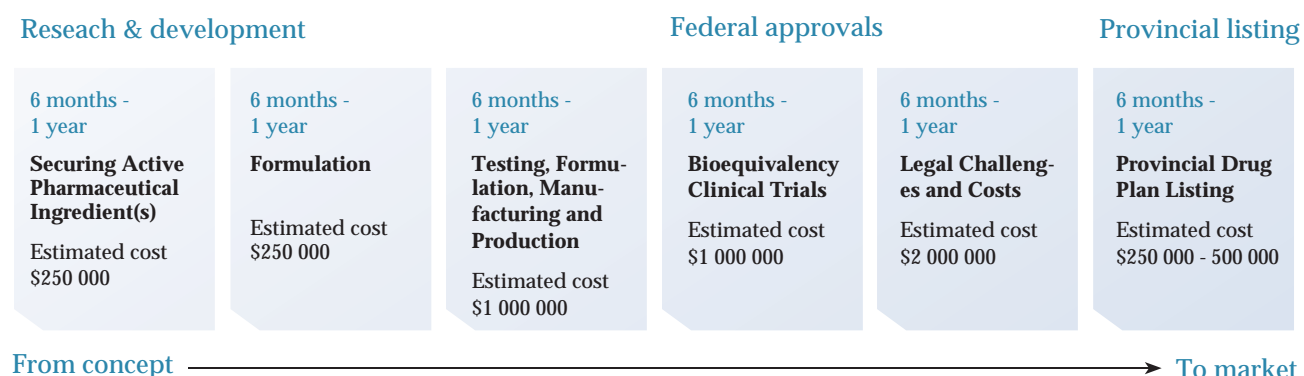 Reseach & development
Federal approvals
Provincial listing
6 months -
1 year
Securing Active
Pharmaceutical
Ingredient(s)
Estimated cost
$250 000
6 months -
1 year
Formulation
Estimated cost
$250 000
6 months -
1 year
Testing, Formu-
lation, Manu-
facturing and
Production
Estimated cost
$1 000 000
6 months -
1 year
Bioequivalency
Clinical Trials
Estimated cost
$1 000 000
6 months -
1 year
Legal Challeng-
es and Costs
Estimated cost
$2 000 000
6 months -
1 year
Provincial Drug
Plan Listing
Estimated cost
$250 000 - 500 000
From concept
To market